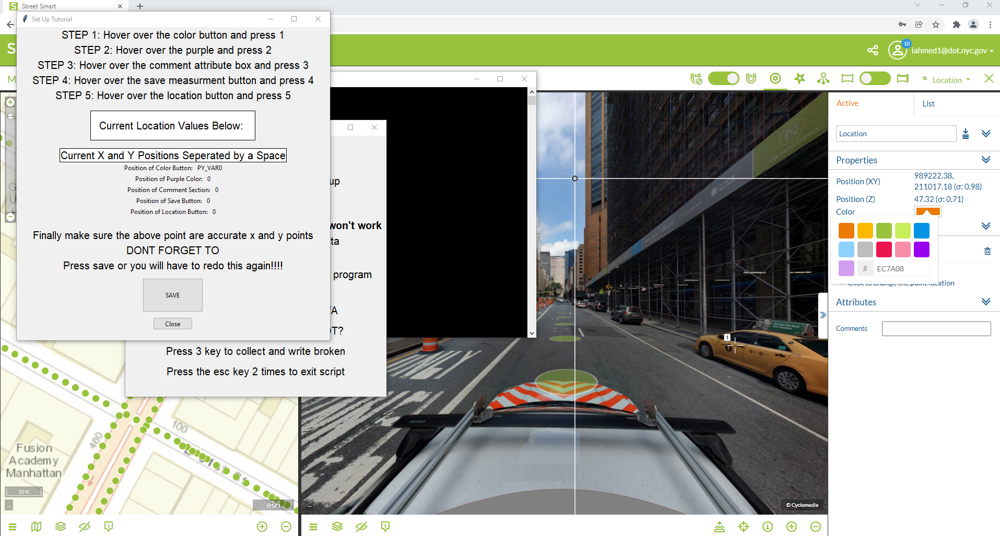 Street Smart
Set Up Tutorial
STEP 1: Hover over the color button and press 1
STEP 2: Hover over the purple and press 2
STEP 3: Hover over the comment attribute box and press 3
STEP 4: Hover over the save measurment button and press 4
STEP 5: Hover over the location button and press 5
Current Location Values Below:
Current X and Y Positions Seperated by a Space
Position of Color Button: PY_VAR0
Position of Purple Color: 0
Position of Comment Section: 0
Position of Save Button: 0
Position of Location Button: 0
Finally make sure the above point are accurate x and y points
DONT FORGET TO
Press save or you will have to redo this again!!!!
SAVE
Close
up
won't work
ta
program
Press 3 key to collect and write broken
Press the esc key 2 times to exit script
10
iahmed1@dot.nyc.gov
Location
Active
List
Location
Properties
Position (XY)
989222.38,
211017.18 (σ: 0.98)
Position (Z)
47.32 (σ: 0.71)
Color
# EC7A08
Click to change the point location
Attributes
Comments
1
100
460
Fusion
Academy
Manhattan
50 ft
esri
© Cyclomedia